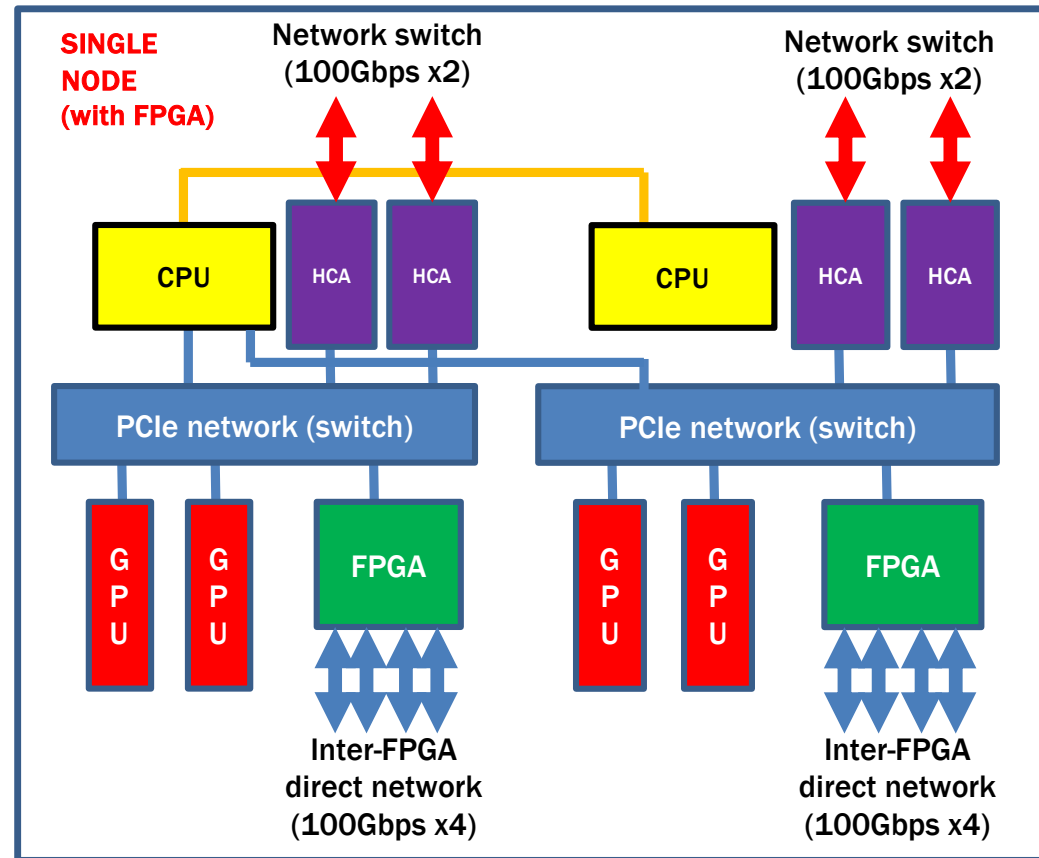 SINGLE
NODE
(with FPGA)
Network switch
(100Gbps x2)
Network switch
(100Gbps x2)
CPU
HCA
HCA
CPU
HCA
HCA
PCIe network (switch)
PCIe network (switch)
G
P
U
G
P
U
FPGA
G
P
U
G
P
U
FPGA
Inter-FPGA
direct network
(100Gbps x4)
Inter-FPGA
direct network
(100Gbps x4)